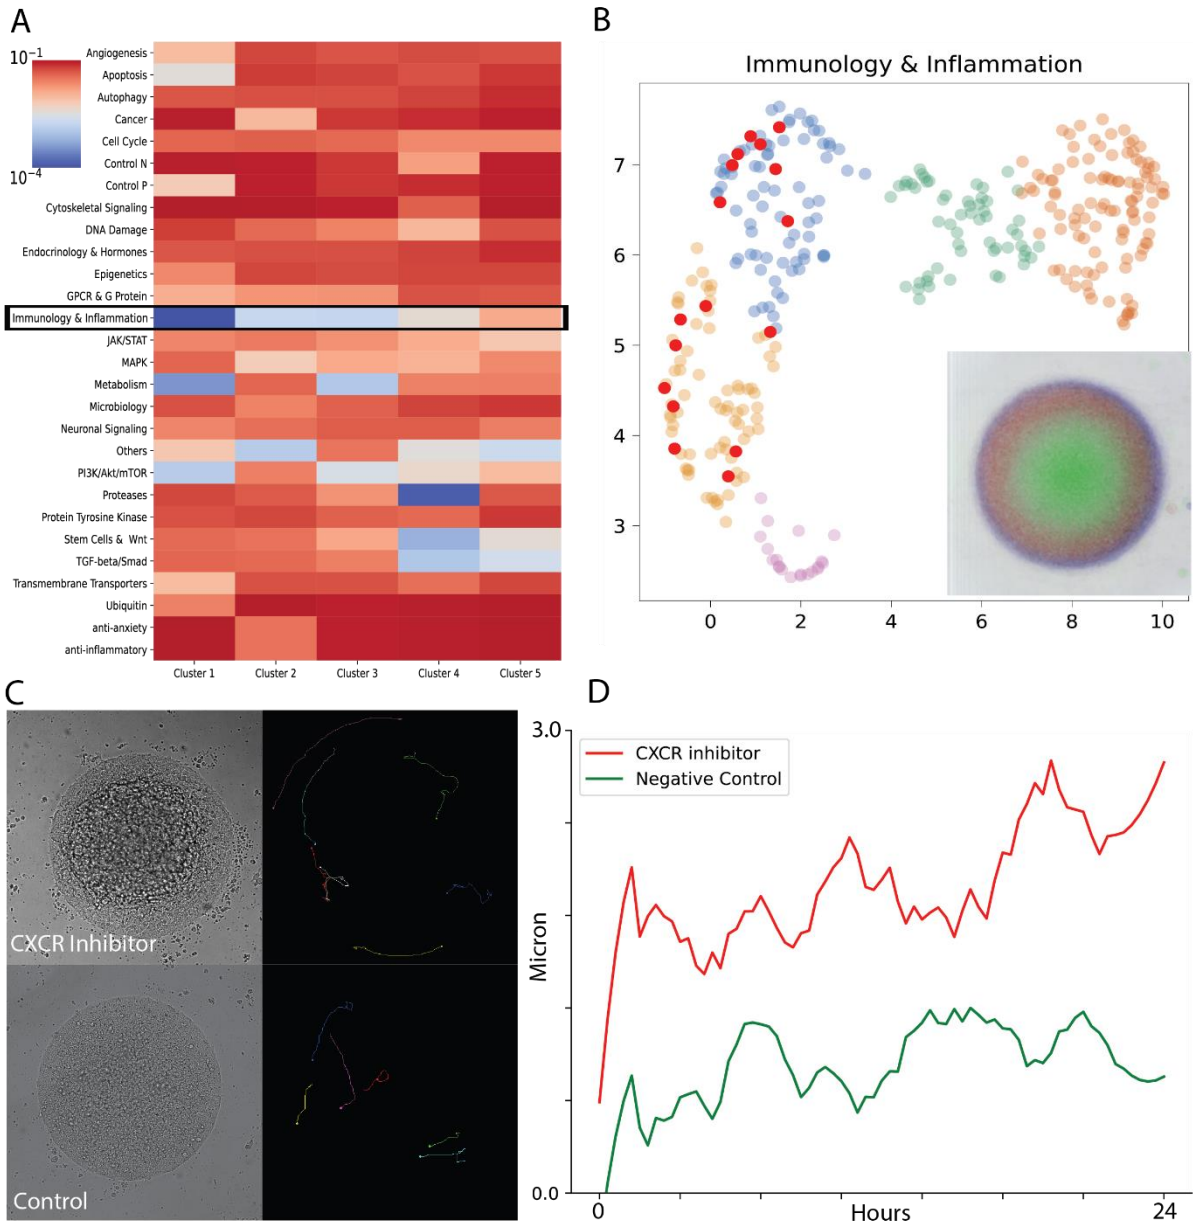 A
10−1
10−4
Angiogenesis
Apoptosis
Autophagy
Cancer
Cell Cycle
Control N
Control P
Cytoskeletal Signaling
DNA Damage
Endocrinology & Hormones
Epigenetics
GPCR & G Protein
Immunology & Inflammation
JAK/STAT
MAPK
Metabolism
Microbiology
Neuronal Signaling
Others
PI3K/Akt/mTOR
Proteases
Protein Tyrosine Kinase
Stem Cells & Wnt
TGF-beta/Smad
Transmembrane Transporters
Ubiquitin
anti-anxiety
anti-inflammatory
Cluster 1 Cluster 2 Cluster 3 Cluster 4 Cluster 5
B
Immunology & Inflammation
7
6
5
4
3
0 2 4 6 8 10
C
CXCR Inhibitor
Control
D
3.0
CXCR inhibitor
Negative Control
Micron
0.0
0 Hours 24